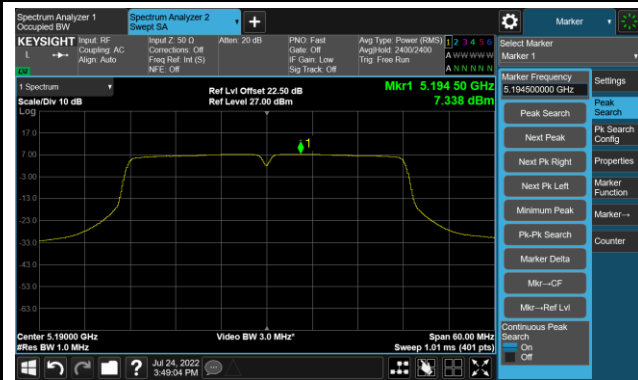 Spectrum Analyzer 1
Occupied BW
Spectrum Analyzer 2
Swept SA
+
Marker
KEYSIGHT
L
LXI
Input: RF
Coupling: AC
Align: Auto
Input Z: 50 Ω
Corrections: Off
Freq Ref: Int (S)
NFE: Off
Atten: 20 dB
PNO: Fast
Gate: Off
IF Gain: Low
Sig Track: Off
Avg Type: Power (RMS)
Avg|Hold: 2400/2400
Trig: Free Run
1 2 3 4 5 6
A W W W W W
A N N N N N
Select Marker
Marker 1
1 Spectrum
Scale/Div 10 dB
Log
Ref Lvl Offset 22.50 dB
Ref Level 27.00 dBm
Mkr1 5.194 50 GHz
7.338 dBm
17.0
7.00
-3.00
-13.0
-23.0
-33.0
-43.0
-53.0
-63.0
1
Center 5.19000 GHz
#Res BW 1.0 MHz
Video BW 3.0 MHz*
Span 60.00 MHz
Sweep 1.01 ms (401 pts)
Marker Frequency
5.194500000 GHz
Peak Search
Next Peak
Next Pk Right
Next Pk Left
Minimum Peak
Pk-Pk Search
Marker Delta
Mkr→CF
Mkr→Ref Lvl
Continuous Peak
Search
On
Off
Settings
Peak
Search
Pk Search
Config
Properties
Marker
Function
Marker→
Counter
?
Jul 24, 2022
3:49:04 PM